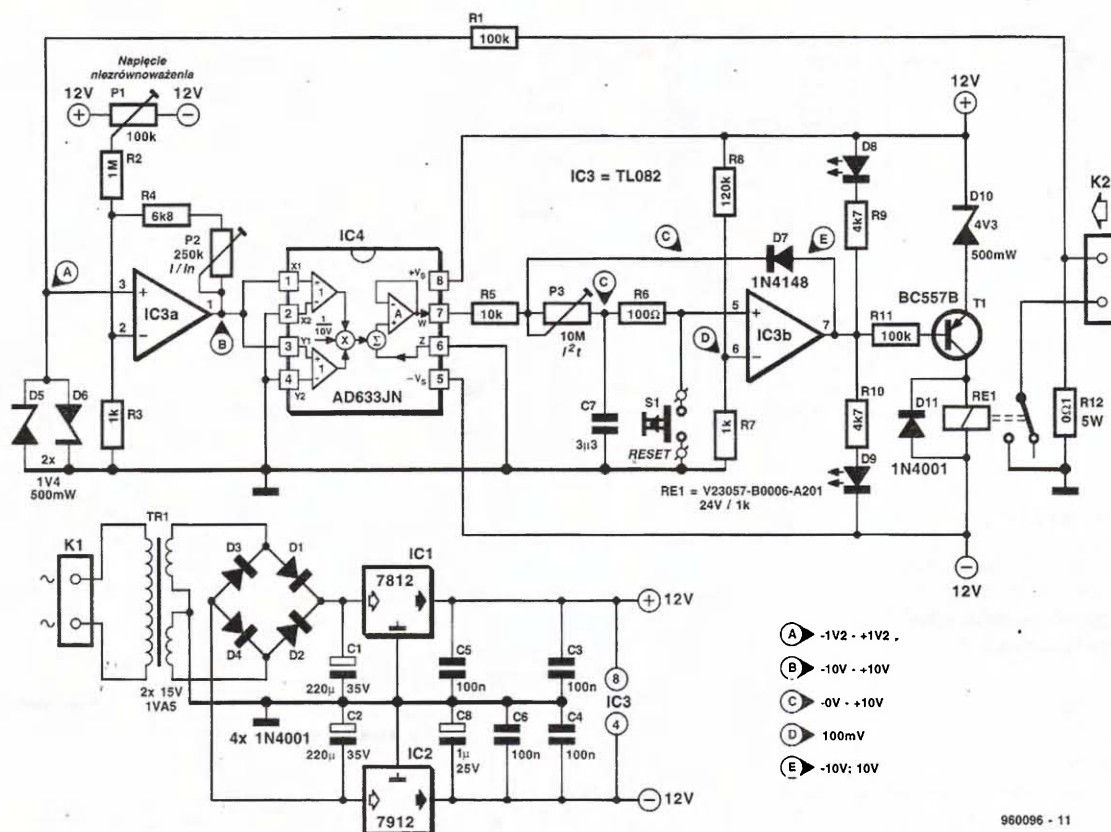 R1
100k
Napięcie
niezrównoważenia
12V
P1
12V
+
−
100k
R2
1M
R4
6k8
P2
250k
I / In
A
3
+
IC3a
1
2
−
B
D5
D6
2x
1V4
500mW
R3
1k
IC4
X1
1
+
1
−
2
X2
1
10V
3
Y1
+
1
−
4
Y2
X
Σ
A
+VS
8
7
W
6
Z
5
−VS
AD633JN
R5
10k
P3
10M
I²t
C
R6
100Ω
C7
3µ3
S1
RESET
IC3 = TL082
C
D7
1N4148
E
R8
120k
D
5
+
6
−
IC3b
7
R7
1k
RE1 = V23057-B0006-A201
24V / 1k
D8
R9
4k7
R11
100k
R10
4k7
D9
12V
+
D10
4V3
500mW
BC557B
T1
D11
1N4001
RE1
−
12V
K2
R12
0Ω1
5W
K1
~
~
TR1
2x 15V
1VA5
D3
D1
D4
D2
4x 1N4001
IC1
7812
C1
220µ
35V
C2
220µ
35V
IC2
7912
C5
100n
C8
1µ
25V
C6
100n
C3
100n
C4
100n
8
IC3
4
+
12V
−
12V
A -1V2 - +1V2
B -10V - +10V
C -0V - +10V
D 100mV
E -10V; 10V
960096 - 11